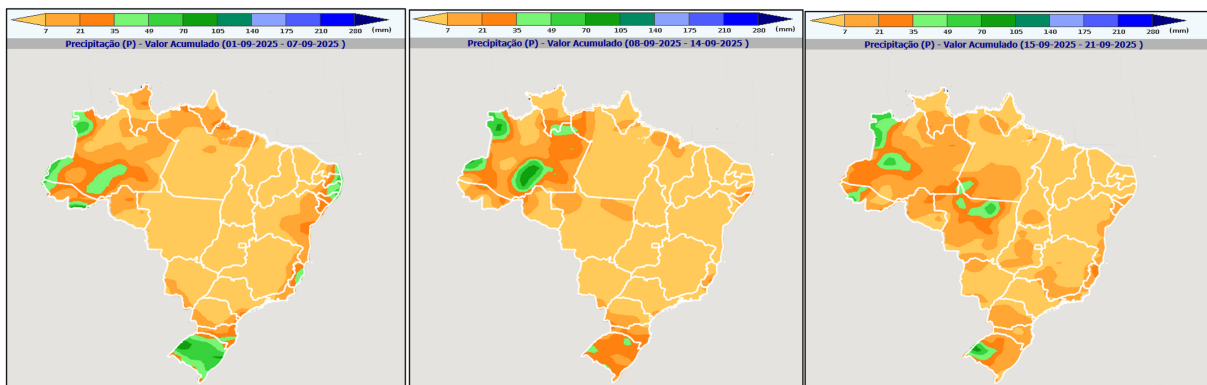 7 21 35 49 70 105 140 175 210 280 (mm)
Precipitação (P) - Valor Acumulado (01-09-2025 - 07-09-2025 )
7 21 35 49 70 105 140 175 210 280 (mm)
Precipitação (P) - Valor Acumulado (08-09-2025 - 14-09-2025 )
7 21 35 49 70 105 140 175 210 280 (mm)
Precipitação (P) - Valor Acumulado (15-09-2025 - 21-09-2025 )